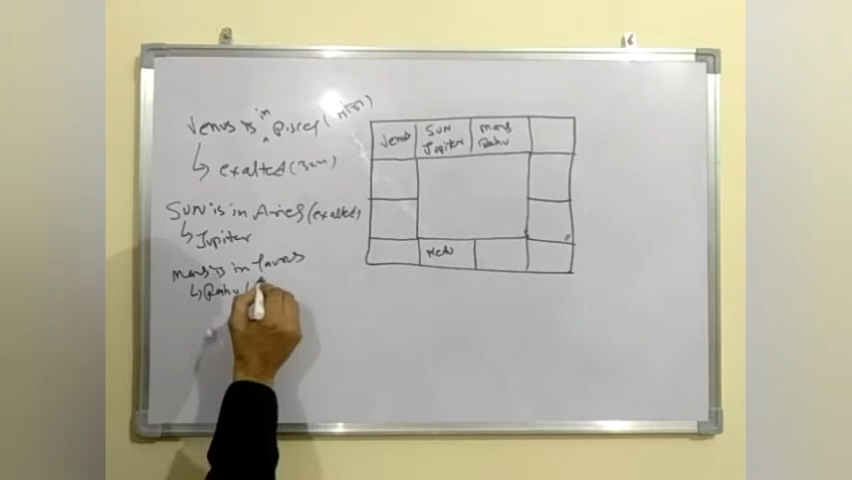 Venus is in Pisces (
↳ exalted (
SUN is in Aries (exalted)
↳ Jupiter
Mars is in Taurus
↳ Rahu (
Venus
SUN
Jupiter
Mars
Rahu
Ketu